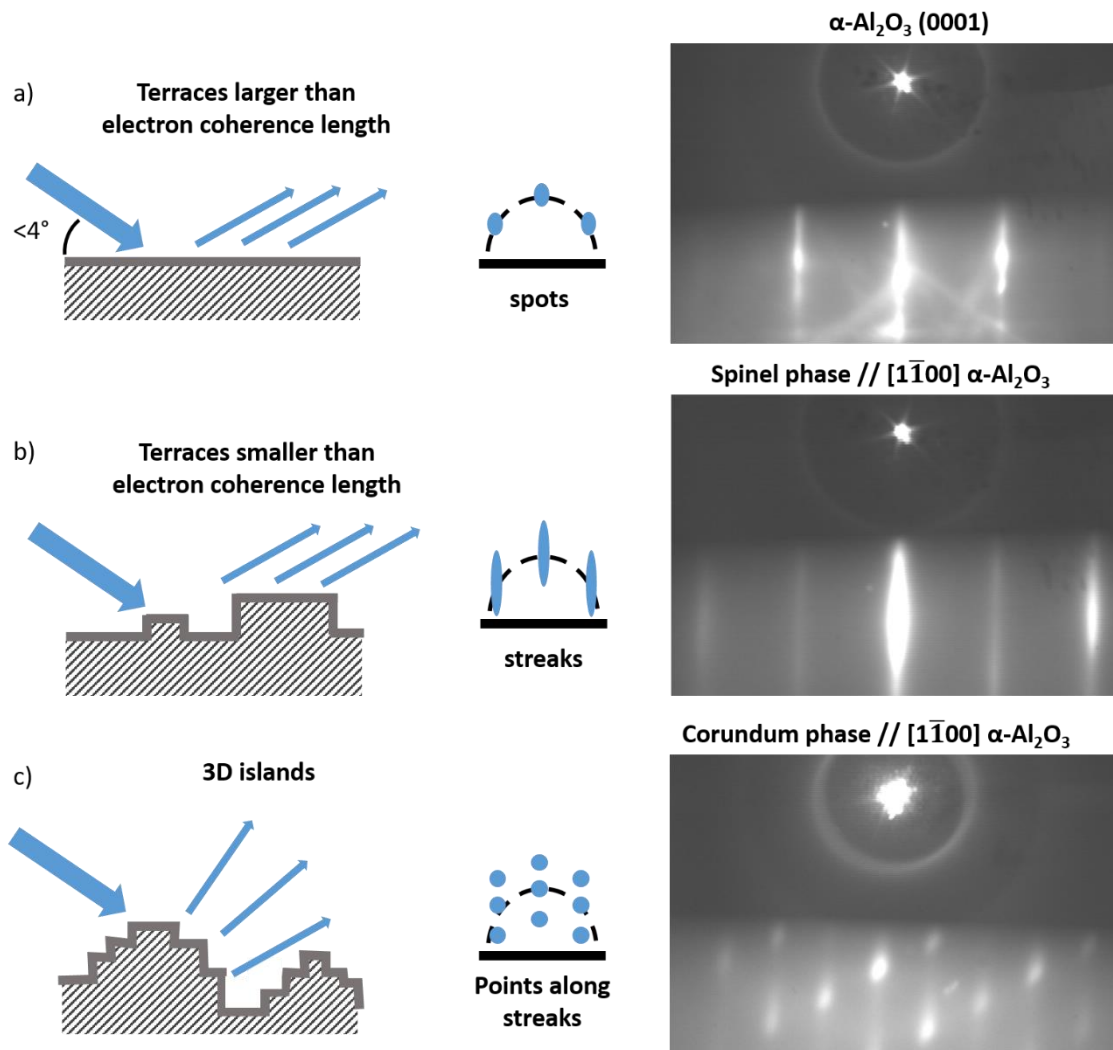 α-Al₂O₃ (0001)
a)
Terraces larger than
electron coherence length
<4°
spots
Spinel phase // [11̅00] α-Al₂O₃
b)
Terraces smaller than
electron coherence length
streaks
Corundum phase // [11̅00] α-Al₂O₃
c)
3D islands
Points along
streaks